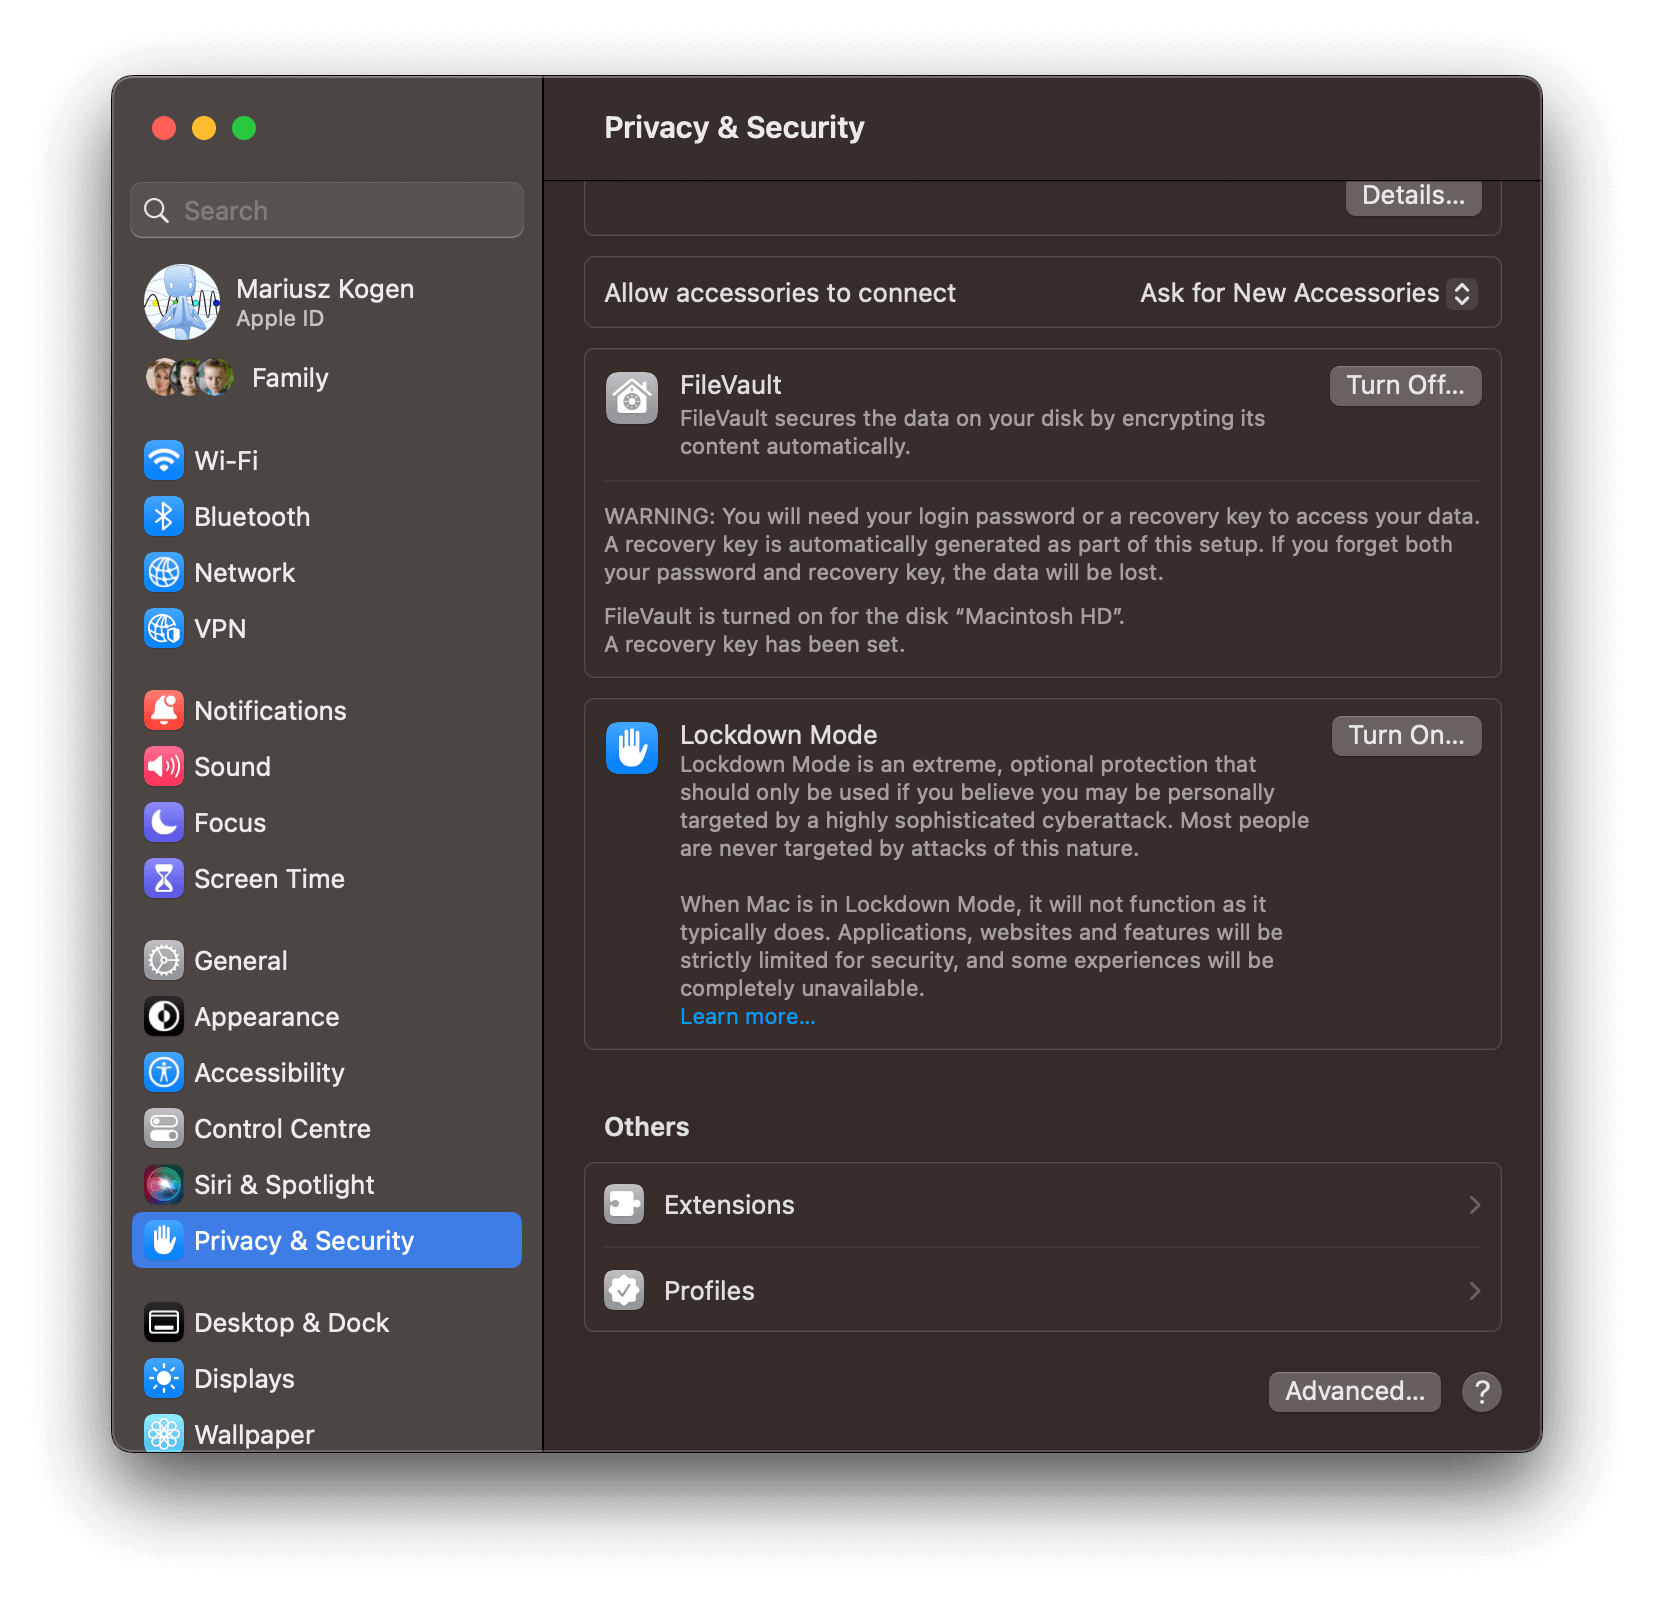 Privacy & Security
Search
Mariusz Kogen
Apple ID
Family
Wi-Fi
Bluetooth
Network
VPN
Notifications
Sound
Focus
Screen Time
General
Appearance
Accessibility
Control Centre
Siri & Spotlight
Privacy & Security
Desktop & Dock
Displays
Wallpaper
Details...
Allow accessories to connect
Ask for New Accessories
FileVault
Turn Off...
FileVault secures the data on your disk by encrypting its
content automatically.
WARNING: You will need your login password or a recovery key to access your data.
A recovery key is automatically generated as part of this setup. If you forget both
your password and recovery key, the data will be lost.
FileVault is turned on for the disk “Macintosh HD”.
A recovery key has been set.
Lockdown Mode
Turn On...
Lockdown Mode is an extreme, optional protection that
should only be used if you believe you may be personally
targeted by a highly sophisticated cyberattack. Most people
are never targeted by attacks of this nature.
When Mac is in Lockdown Mode, it will not function as it
typically does. Applications, websites and features will be
strictly limited for security, and some experiences will be
completely unavailable.
Learn more...
Others
Extensions
Profiles
Advanced...
?